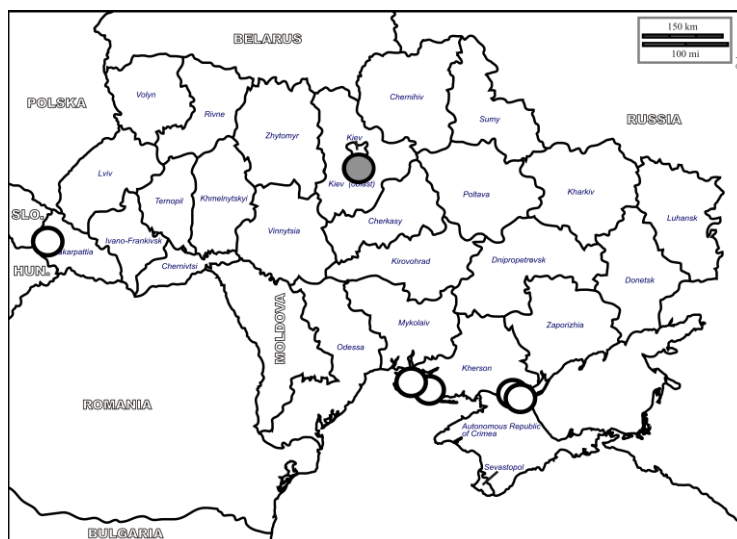 150 km
100 mi
BELARUS
POLSKA
RUSSIA
Volyn
Rivne
Zhytomyr
Kiev
Chernihiv
Sumy
Lviv
Ternopil
Khmelnytskyi
Kiev
Cherkasy
Poltava
Kharkiv
Luhansk
SLO.
Ivano-Frankivsk
Vinnytsia
HUN.
akarpattia
Chernivtsi
Kirovohrad
Dnipropetrovsk
Donetsk
MOLDOVA
Odessa
Mykolaiv
Zaporizhia
Kherson
ROMANIA
Autonomous Republic
of Crimea
Sevastopol
BULGARIA